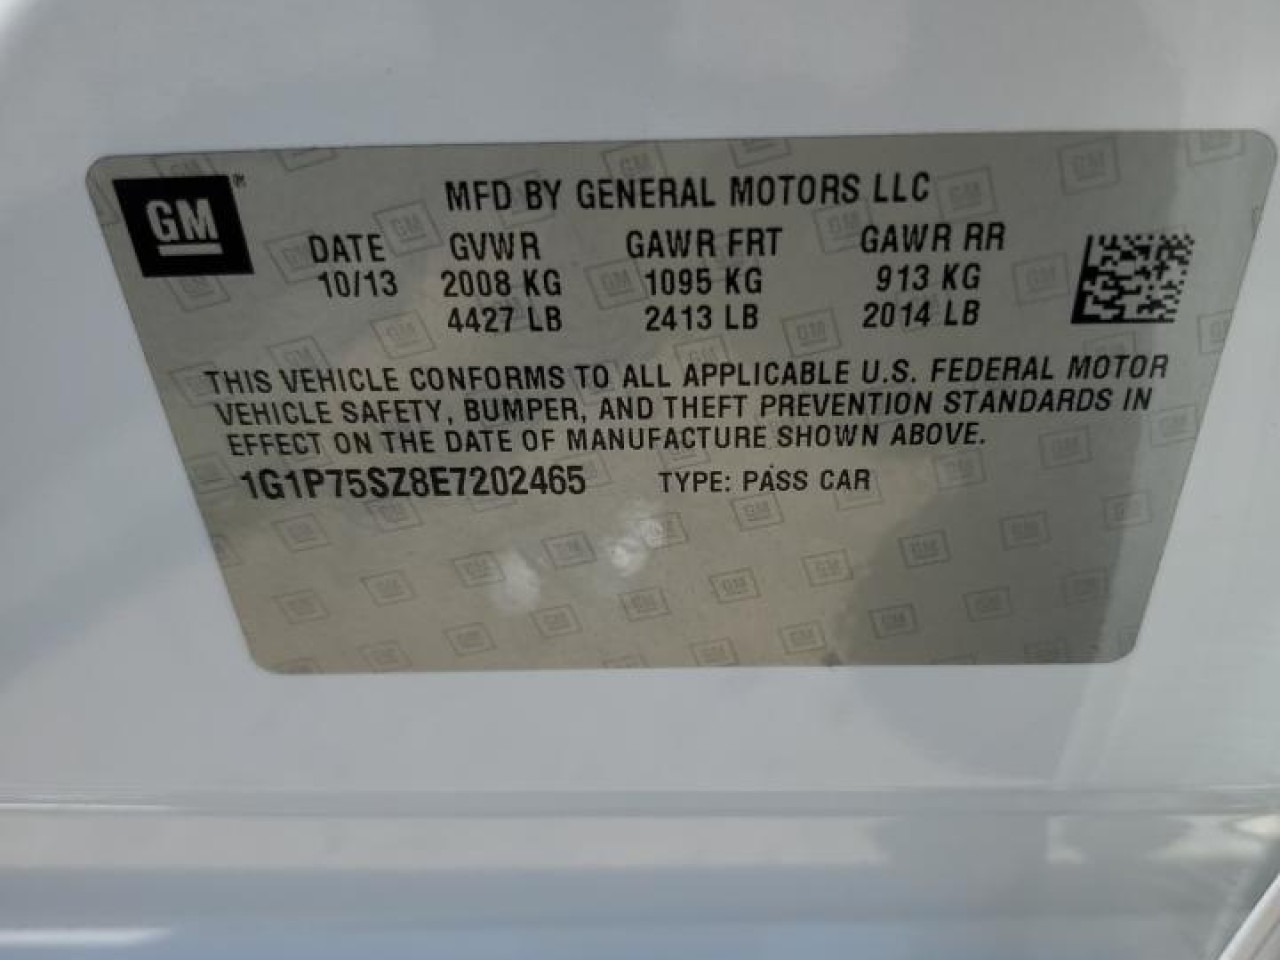 GM
MFD BY GENERAL MOTORS LLC
DATE GVWR GAWR FRT GAWR RR
10/13 2008 KG 1095 KG 913 KG
4427 LB 2413 LB 2014 LB
THIS VEHICLE CONFORMS TO ALL APPLICABLE U.S. FEDERAL MOTOR
VEHICLE SAFETY, BUMPER, AND THEFT PREVENTION STANDARDS IN
EFFECT ON THE DATE OF MANUFACTURE SHOWN ABOVE.
1G1P75SZ8E7202465 TYPE: PASS CAR